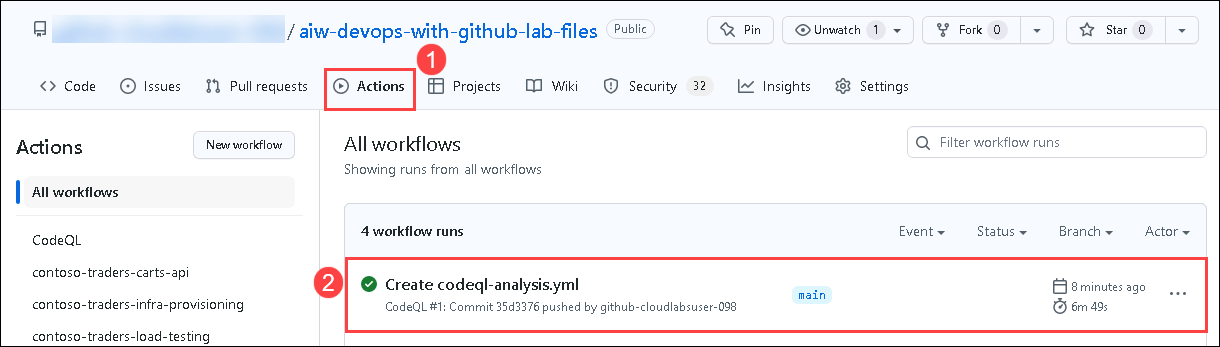 / aiw-devops-with-github-lab-files Public Pin Unwatch 1 Fork 0 Star 0
1
Code Issues Pull requests Actions Projects Wiki Security 32 Insights Settings
Actions New workflow
All workflows
CodeQL
contoso-traders-carts-api
contoso-traders-infra-provisioning
contoso-traders-load-testing
All workflows
Showing runs from all workflows
Filter workflow runs
4 workflow runs Event Status Branch Actor
2
Create codeql-analysis.yml
CodeQL #1: Commit 35d3376 pushed by github-cloudlabsuser-098
main
8 minutes ago
6m 49s
...